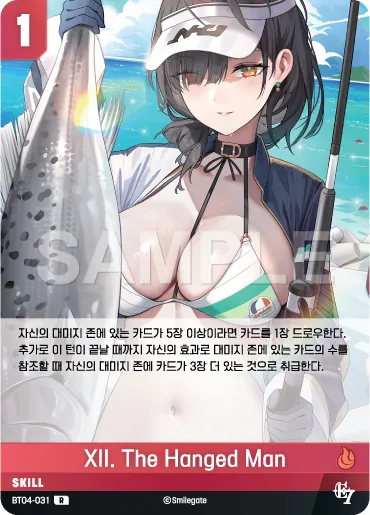 1
SAMPLE
자신의 대미지 존에 있는 카드가 5장 이상이라면 카드를 1장 드로우한다.
추가로 이 턴이 끝날 때까지 자신의 효과로 대미지 존에 있는 카드의 수를
참조할 때 자신의 대미지 존에 카드가 3장 더 있는 것으로 취급한다.
XII. The Hanged Man
SKILL
BT04-031 R ©Smilegate